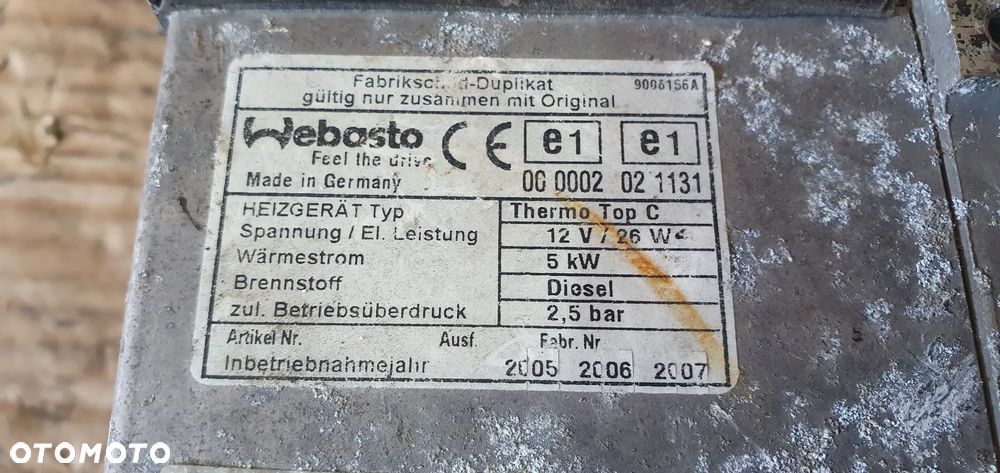 Fabrikschild-Duplikat 9006156A
gültig nur zusammen mit Original
Webasto CE e1 e1
Feel the drive
Made in Germany 00 0002 02 1131
HEIZGERÄT Typ Thermo Top C
Spannung / El. Leistung 12 V / 26 W
Wärmestrom 5 kW
Brennstoff Diesel
zul. Betriebsüberdruck 2,5 bar
Artikel Nr. Ausf. Fabr. Nr
Inbetriebnahmejahr 2005 2006 2007
OTOMOTO